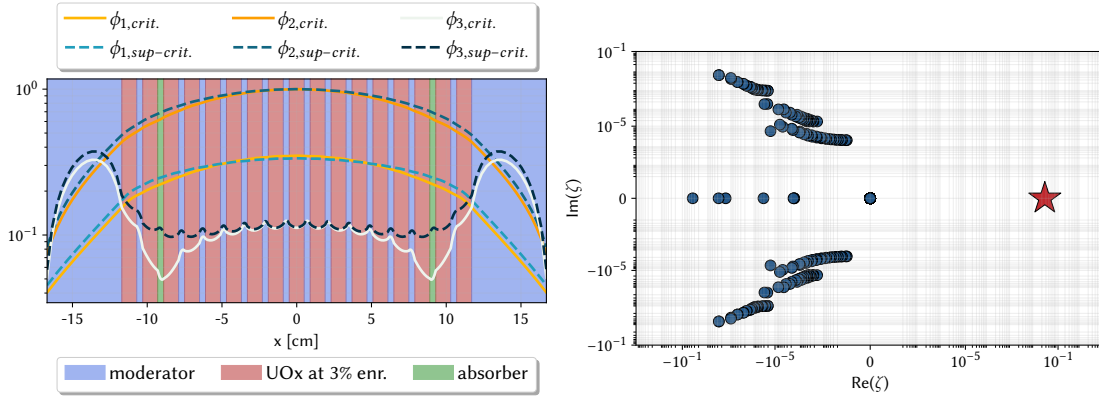 ϕ₁,crit. ϕ₂,crit. ϕ₃,crit.
ϕ₁,sup−crit. ϕ₂,sup−crit. ϕ₃,sup−crit.
10⁰
10⁻¹
-15 -10 -5 0 5 10 15
x [cm]
moderator UOx at 3% enr. absorber
Im(ζ)
10⁻¹
10⁻⁵
0
−10⁻⁵
−10⁻¹
−10⁻¹ −10⁻⁵ 0 10⁻⁵ 10⁻¹
Re(ζ)